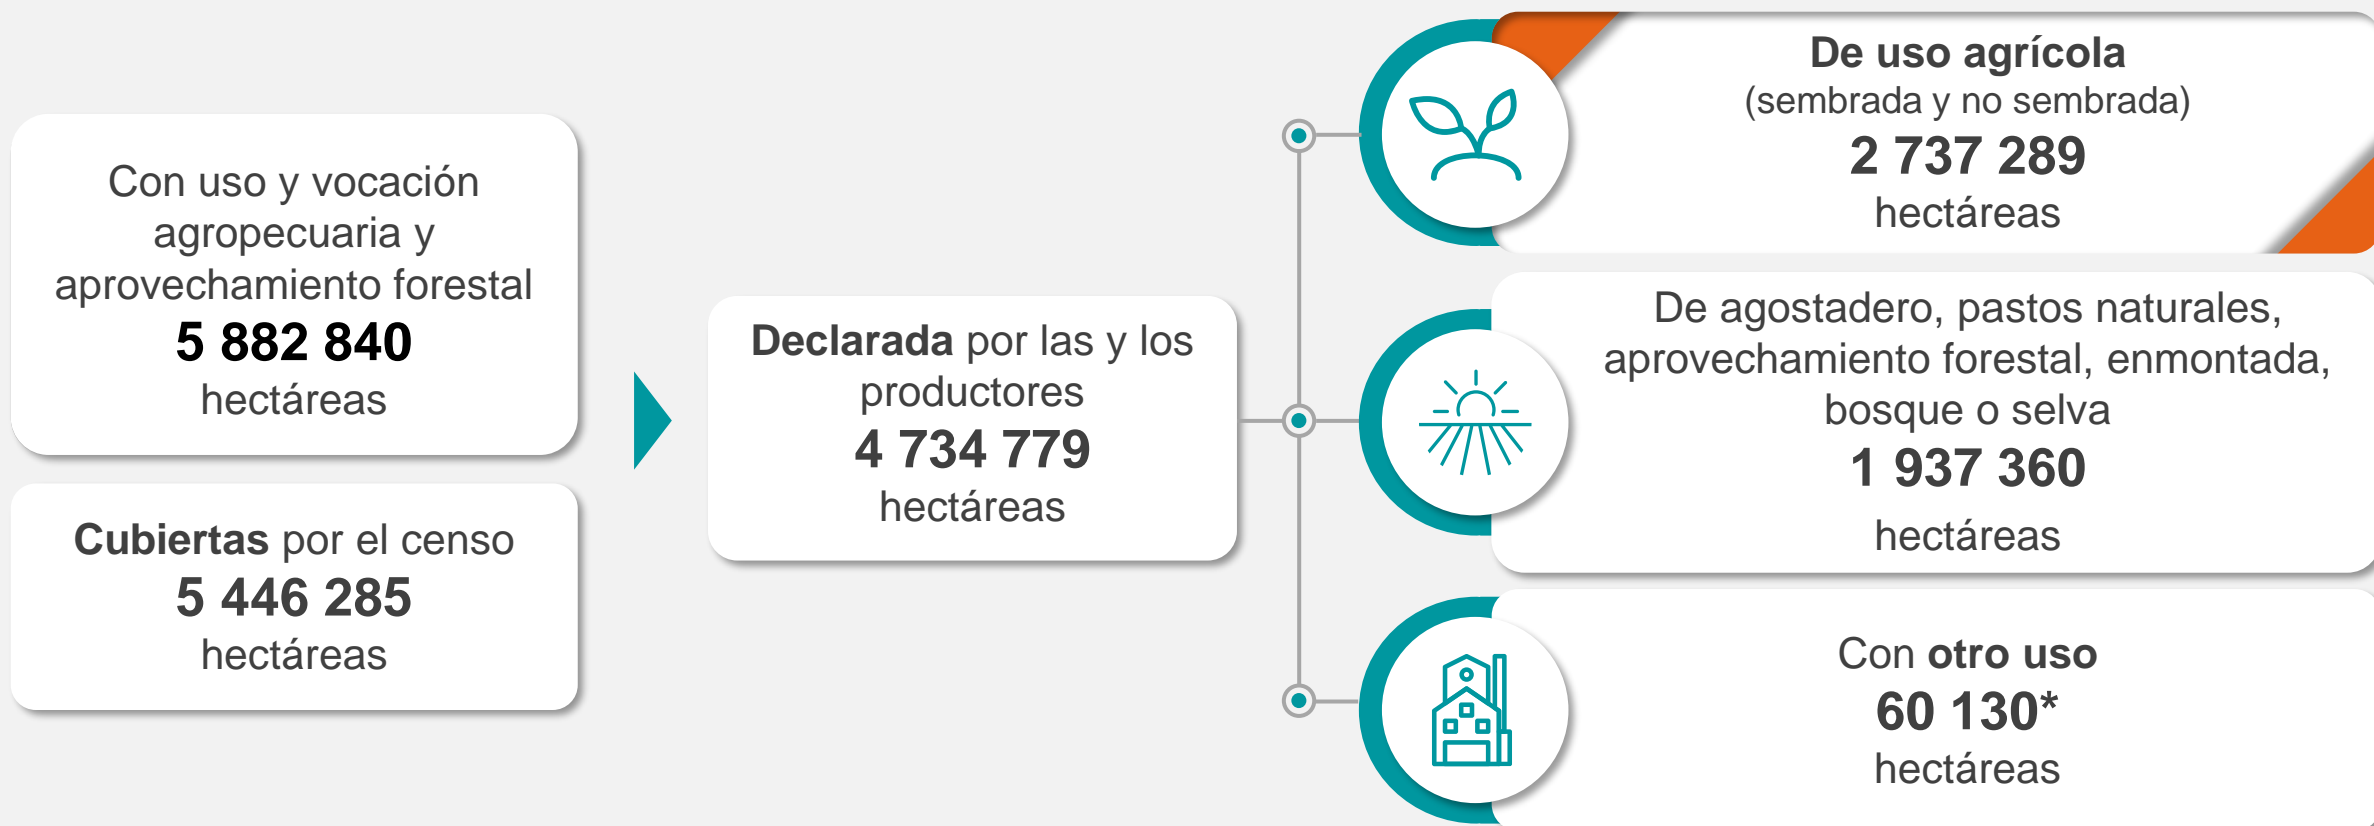 Con uso y vocación
agropecuaria y
aprovechamiento forestal
5 882 840
hectáreas
Cubiertas por el censo
5 446 285
hectáreas
Declarada por las y los
productores
4 734 779
hectáreas
De uso agrícola
(sembrada y no sembrada)
2 737 289
hectáreas
De agostadero, pastos naturales,
aprovechamiento forestal, enmontada,
bosque o selva
1 937 360
hectáreas
Con otro uso
60 130*
hectáreas